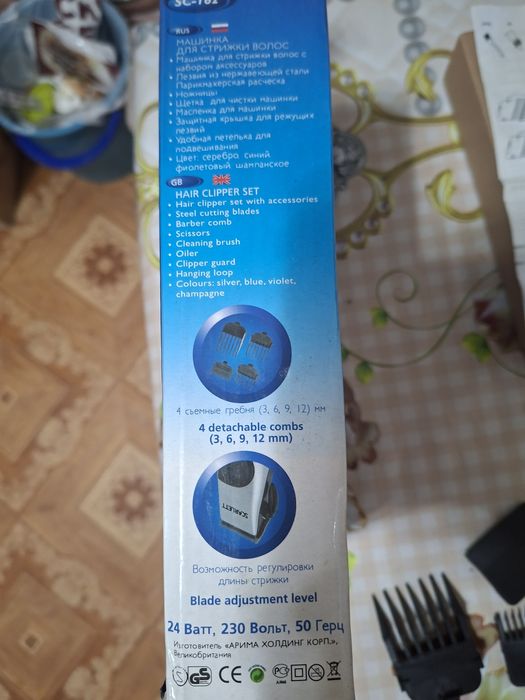 SC-162
RUS
МАШИНКА
ДЛЯ СТРИЖКИ ВОЛОС
• Машинка для стрижки волос с
набором аксессуаров
• Лезвия из нержавеющей стали
Парикмахерская расческа
• Ножницы
• Щетка для чистки машинки
• Масленка для машинки
• Защитная крышка для режущих
лезвий
• Удобная петелька для
подвешивания
• Цвет: серебро, синий
фиолетовый шампанское
GB
HAIR CLIPPER SET
• Hair clipper set with accessories
• Steel cutting blades
• Barber comb
• Scissors
• Cleaning brush
• Oiler
• Clipper guard
• Hanging loop
• Colours: silver, blue, violet,
champagne
4 съемные гребня (3, 6, 9, 12) мм
4 detachable combs
(3, 6, 9, 12 mm)
SCARLETT
Возможность регулировки
длины стрижки
Blade adjustment level
24 Ватт, 230 Вольт, 50 Герц
Изготовитель «АРИМА ХОЛДИНГ КОРП.»,
Великобритания
S GS CE